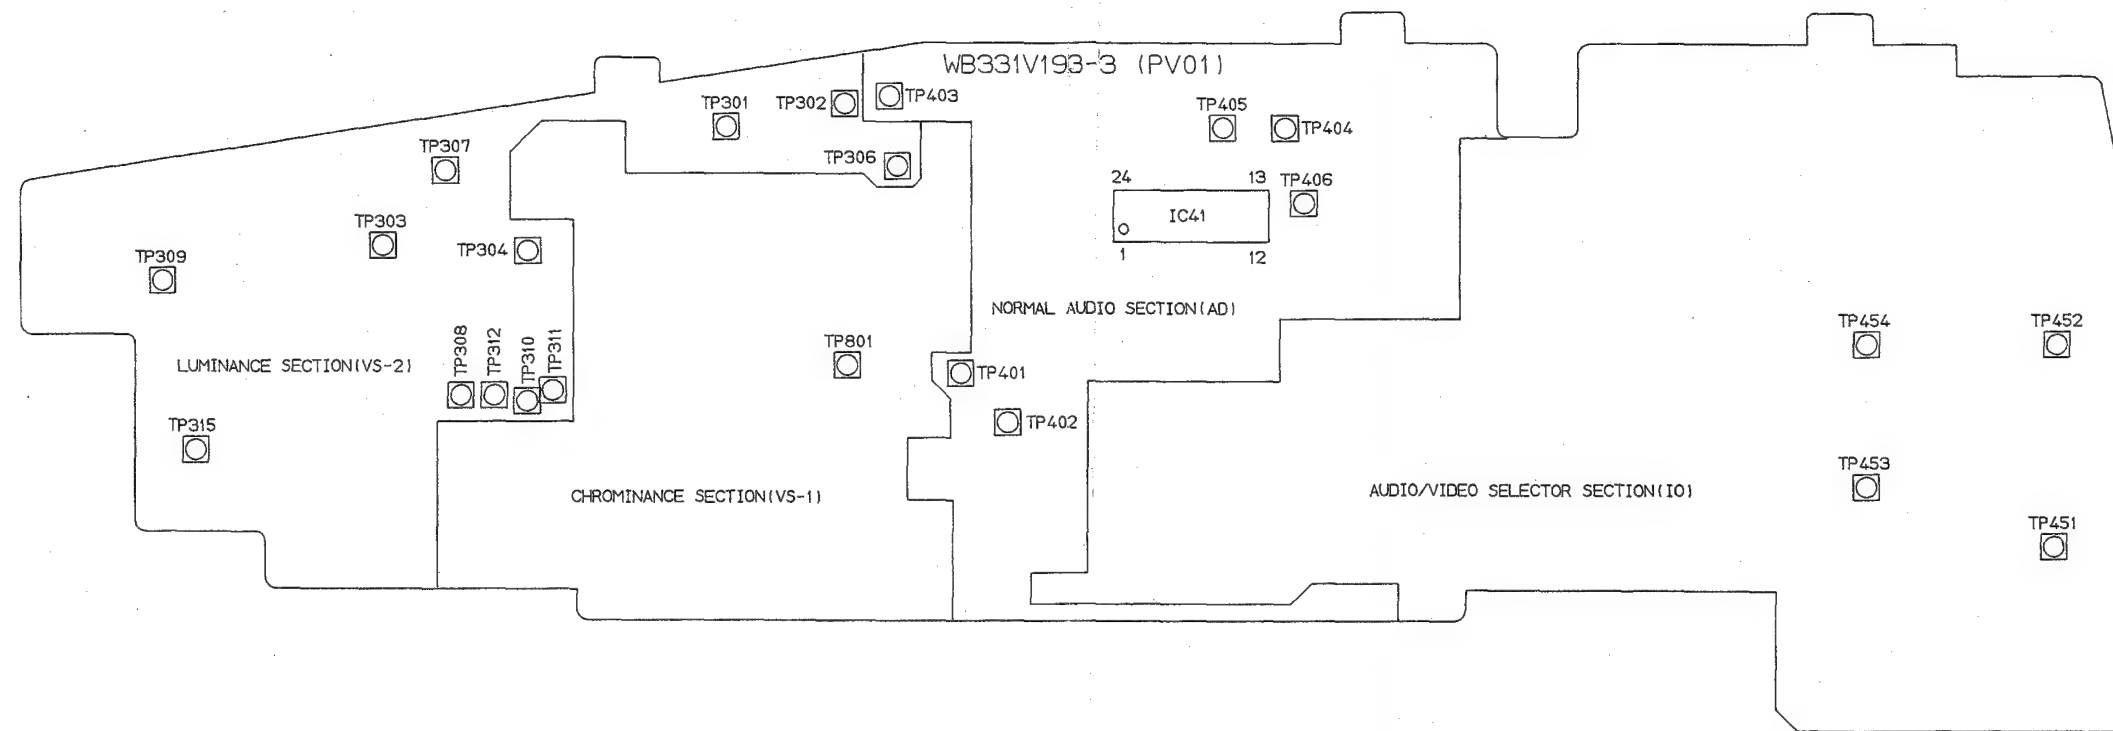 WB331V193-3 (PV01)
TP301
TP302
TP403
TP405
TP404
TP307
TP306
24
13
TP406
IC41
TP303
TP304
1
12
TP309
NORMAL AUDIO SECTION(AD)
TP454
TP452
TP308
TP312
TP310
TP311
TP801
LUMINANCE SECTION(VS-2)
TP401
TP315
TP402
TP453
CHROMINANCE SECTION(VS-1)
AUDIO/VIDEO SELECTOR SECTION(IO)
TP451